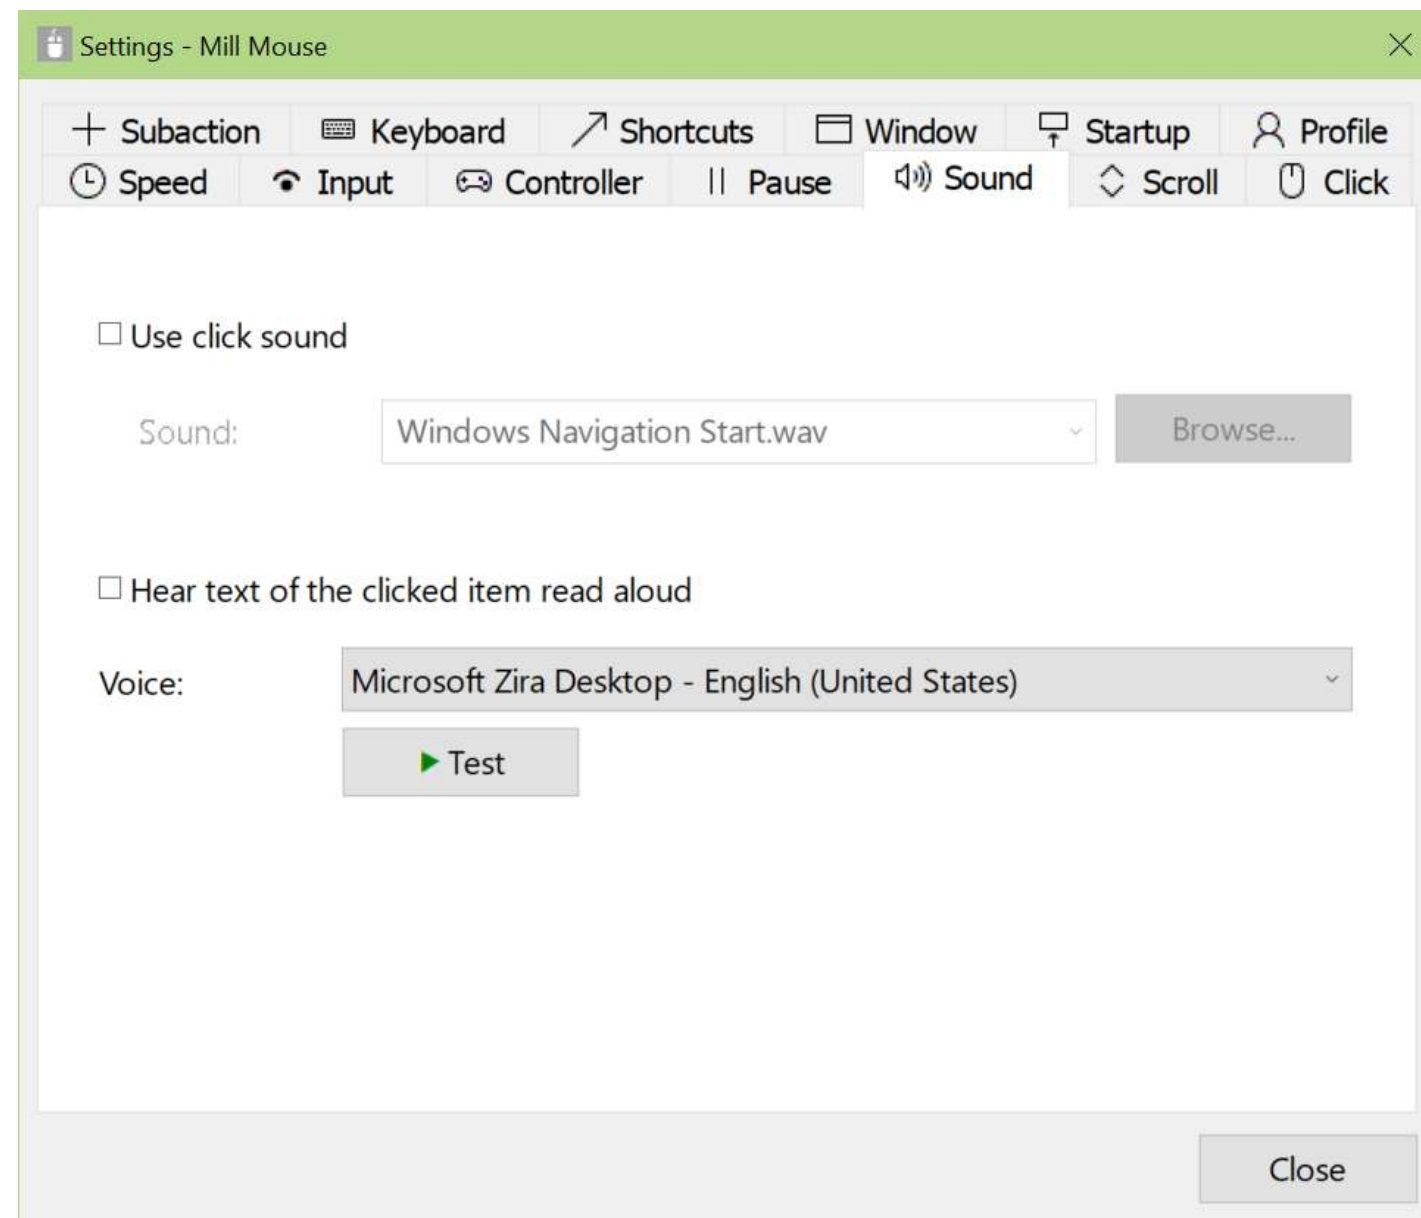 Settings - Mill Mouse
Subaction Keyboard Shortcuts Window Startup Profile
Speed Input Controller Pause Sound Scroll Click
Use click sound
Sound: Windows Navigation Start.wav Browse...
Hear text of the clicked item read aloud
Voice: Microsoft Zira Desktop - English (United States)
Test
Close